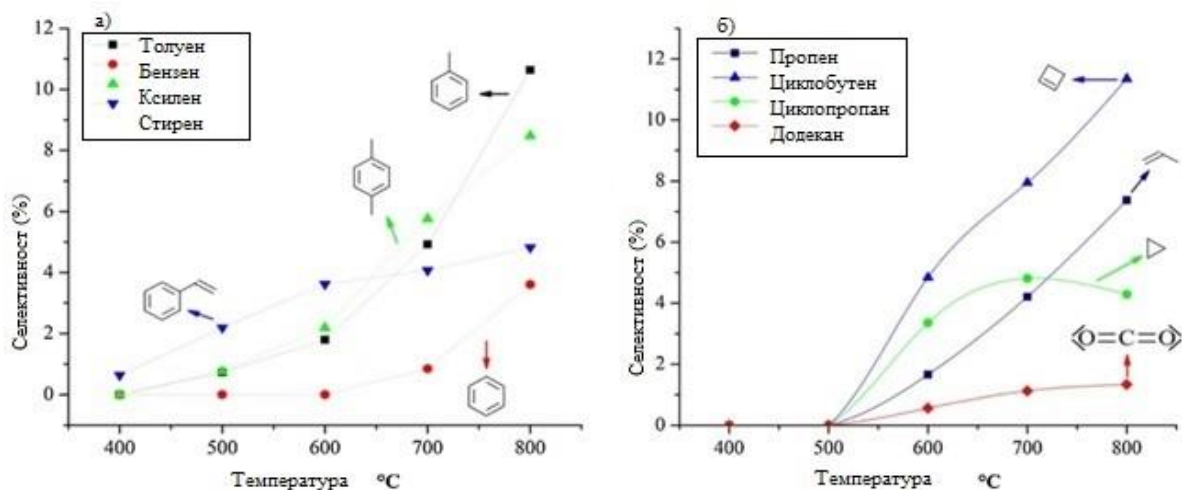 а)
Толуен
Бензен
Ксилен
Стирен
Селективност (%)
12
10
8
6
4
2
0
400 500 600 700 800
Температура °C
б)
Пропен
Циклобутен
Циклопропан
Додекан
Селективност (%)
12
10
8
6
4
2
0
400 500 600 700 800
O=C=O
Температура °C